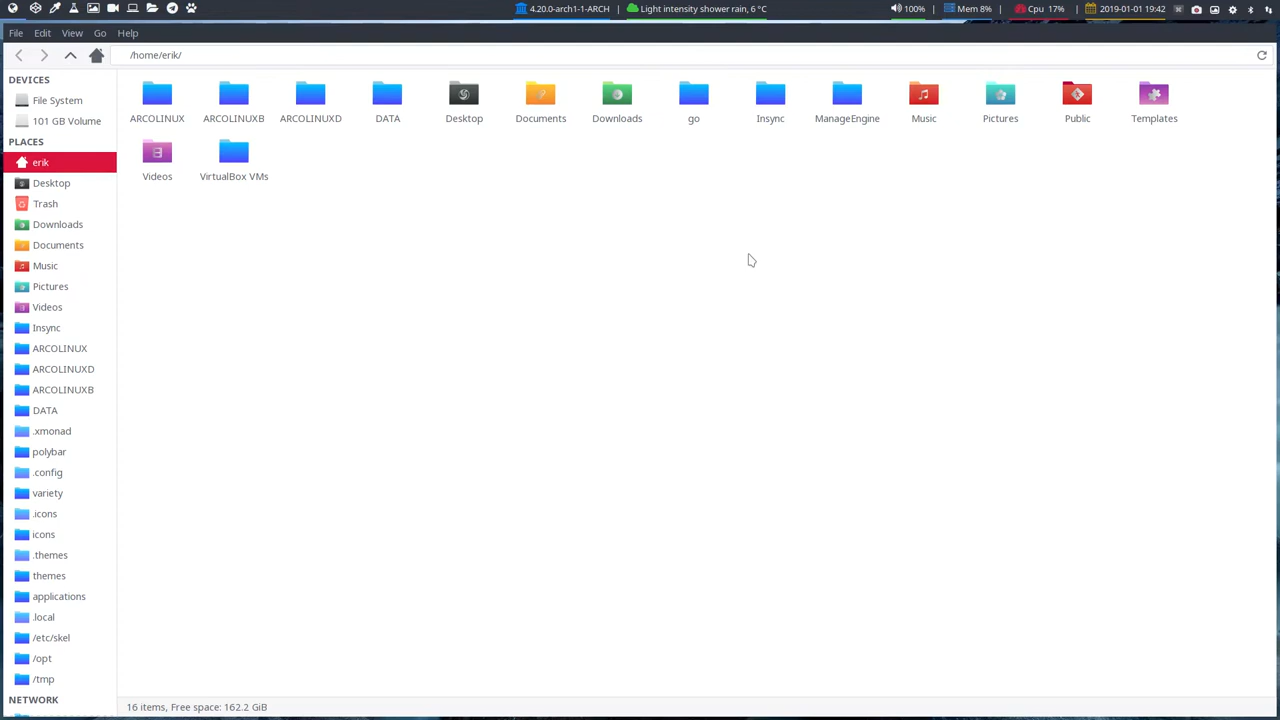 4.20.0-arch1-1-ARCH Light intensity shower rain, 6 °C 100% Mem 8% Cpu 17% 2019-01-01 19:42
File Edit View Go Help
/home/erik/
DEVICES
File System
101 GB Volume
PLACES
erik
Desktop
Trash
Downloads
Documents
Music
Pictures
Videos
Insync
ARCOLINUX
ARCOLINUXD
ARCOLINUXB
DATA
.xmonad
polybar
.config
variety
.icons
icons
.themes
themes
applications
.local
/etc/skel
/opt
/tmp
NETWORK
ARCOLINUX ARCOLINUXB ARCOLINUXD DATA Desktop Documents Downloads go Insync ManageEngine Music Pictures Public Templates
Videos VirtualBox VMs
16 items, Free space: 162.2 GiB